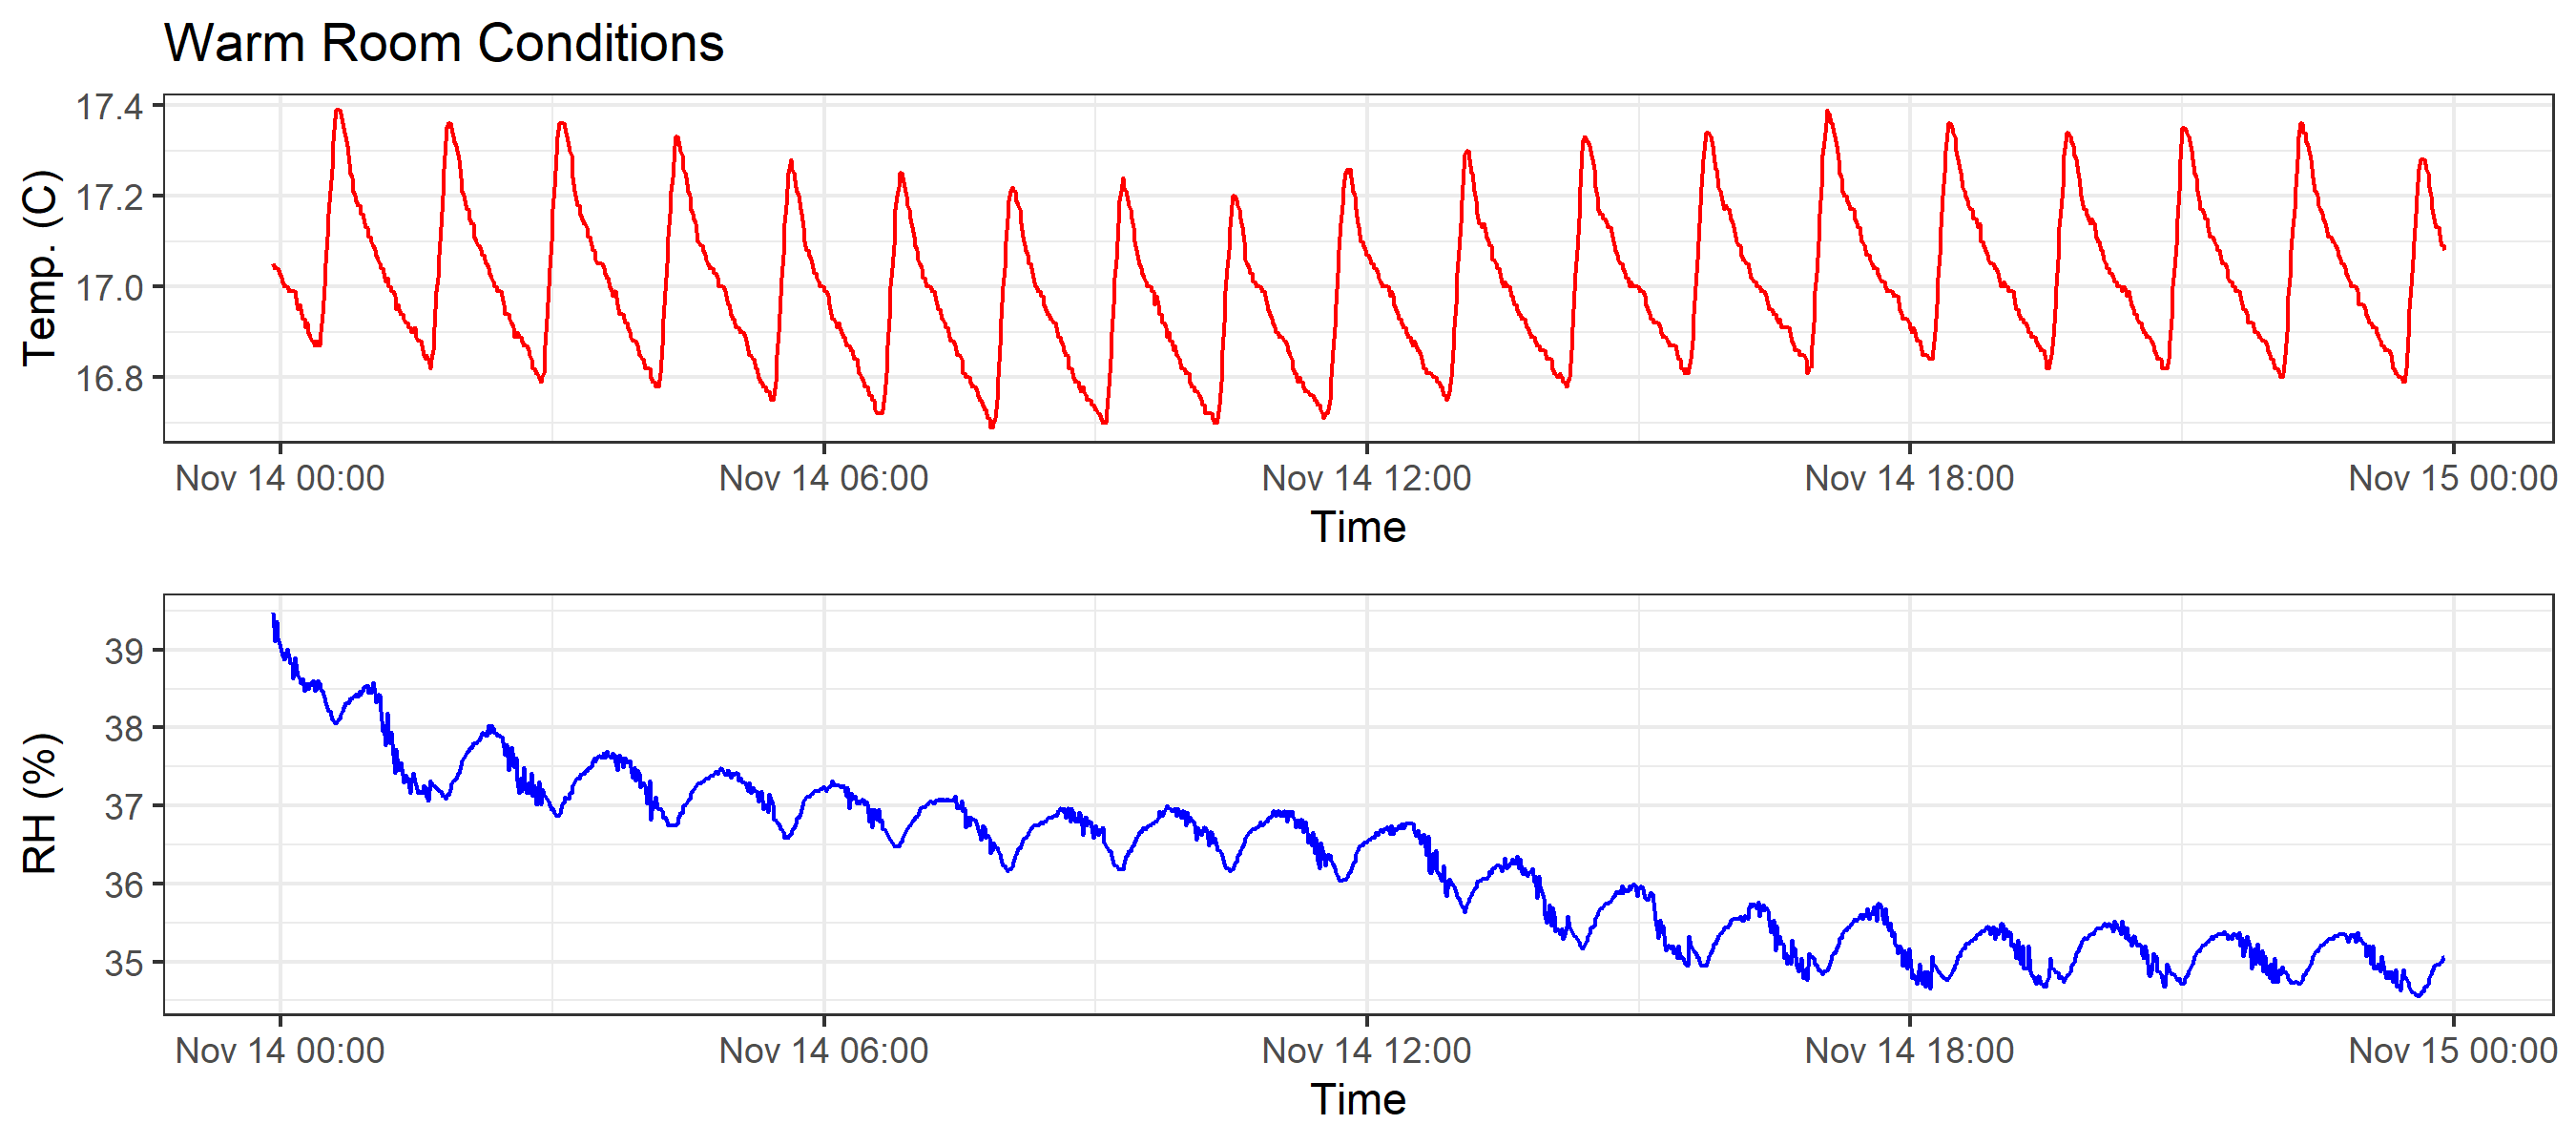 Warm Room Conditions
17.4
17.2
17.0
16.8
Temp. (C)
Nov 14 00:00 Nov 14 06:00 Nov 14 12:00 Nov 14 18:00 Nov 15 00:00
Time
39
38
37
36
35
RH (%)
Nov 14 00:00 Nov 14 06:00 Nov 14 12:00 Nov 14 18:00 Nov 15 00:00
Time